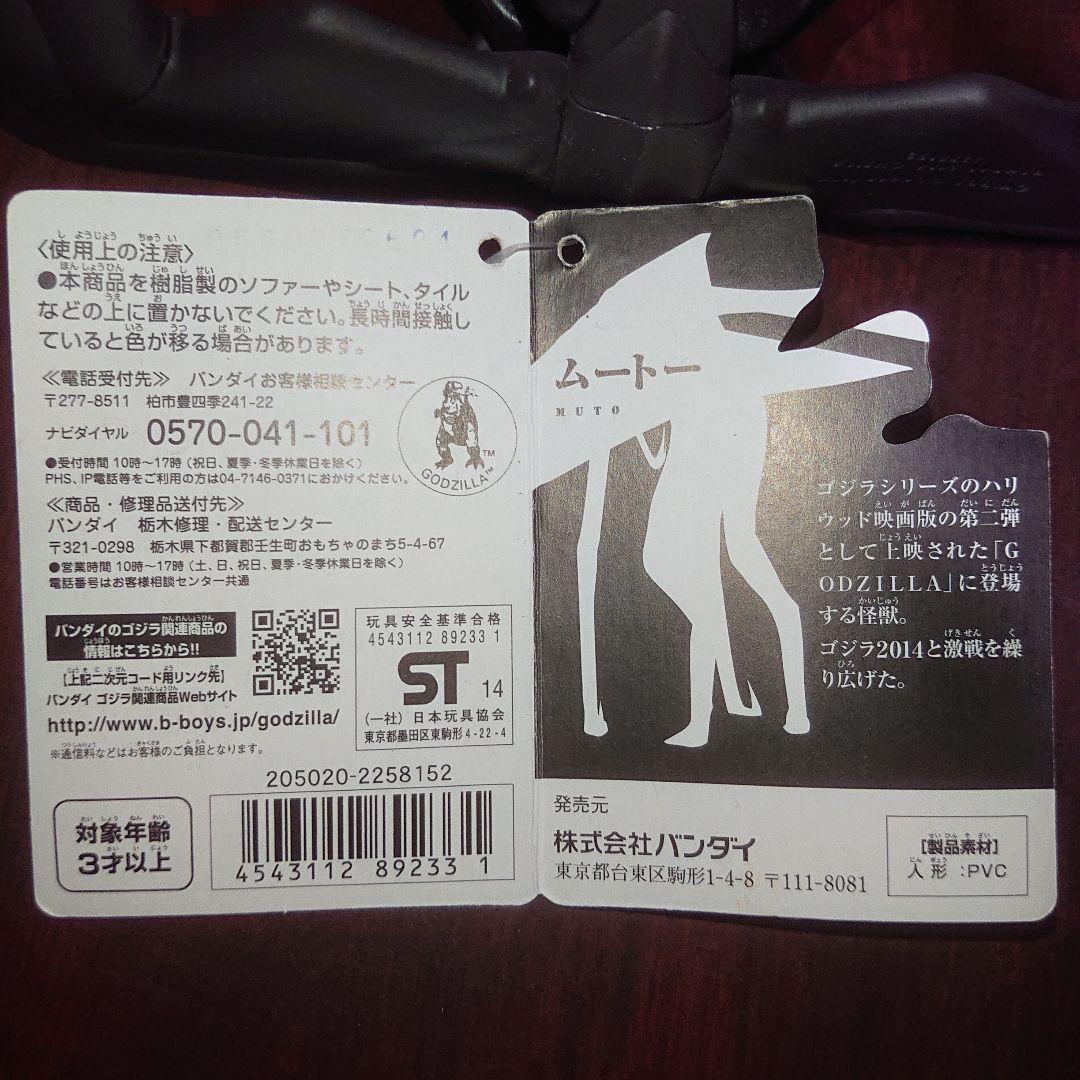 〈使用上の注意〉
●本商品を樹脂製のソファーやシート、タイル
などの上に置かないでください。長時間接触し
ていると色が移る場合があります。
≪電話受付先≫ バンダイお客様相談センター
〒277-8511 柏市豊四季241-22
ナビダイヤル 0570-041-101
●受付時間 10時～17時(祝日、夏季・冬季休業日を除く)
PHS、IP電話等をご利用の方は04-7146-0371におかけください。
GODZILLA™
TM
≪商品・修理品送付先≫
バンダイ 栃木修理・配送センター
〒321-0298 栃木県下都賀郡壬生町おもちゃのまち5-4-67
●営業時間 10時～17時(土、日、祝日、夏季・冬季休業日を除く)
電話番号はお客様相談センター共通
バンダイのゴジラ関連商品の
情報はこちらから!!
【上記二次元コード用リンク先】
バンダイ ゴジラ関連商品Webサイト
http://www.b-boys.jp/godzilla/
※通信料などはお客様のご負担となります。
玩具安全基準合格
4543112 89233 1
ST 14
(一社)日本玩具協会
東京都墨田区東駒形4-22-4
205020-2258152
対象年齢
3才以上
4543112 89233 1
ムートー
MUTO
ゴジラシリーズのハリ
ウッド映画版の第二弾
として上映された「G
ODZILLA」に登場
する怪獣。
ゴジラ2014と激戦を繰
り広げた。
発売元
株式会社バンダイ
東京都台東区駒形1-4-8 〒111-8081
【製品素材】
人形:PVC